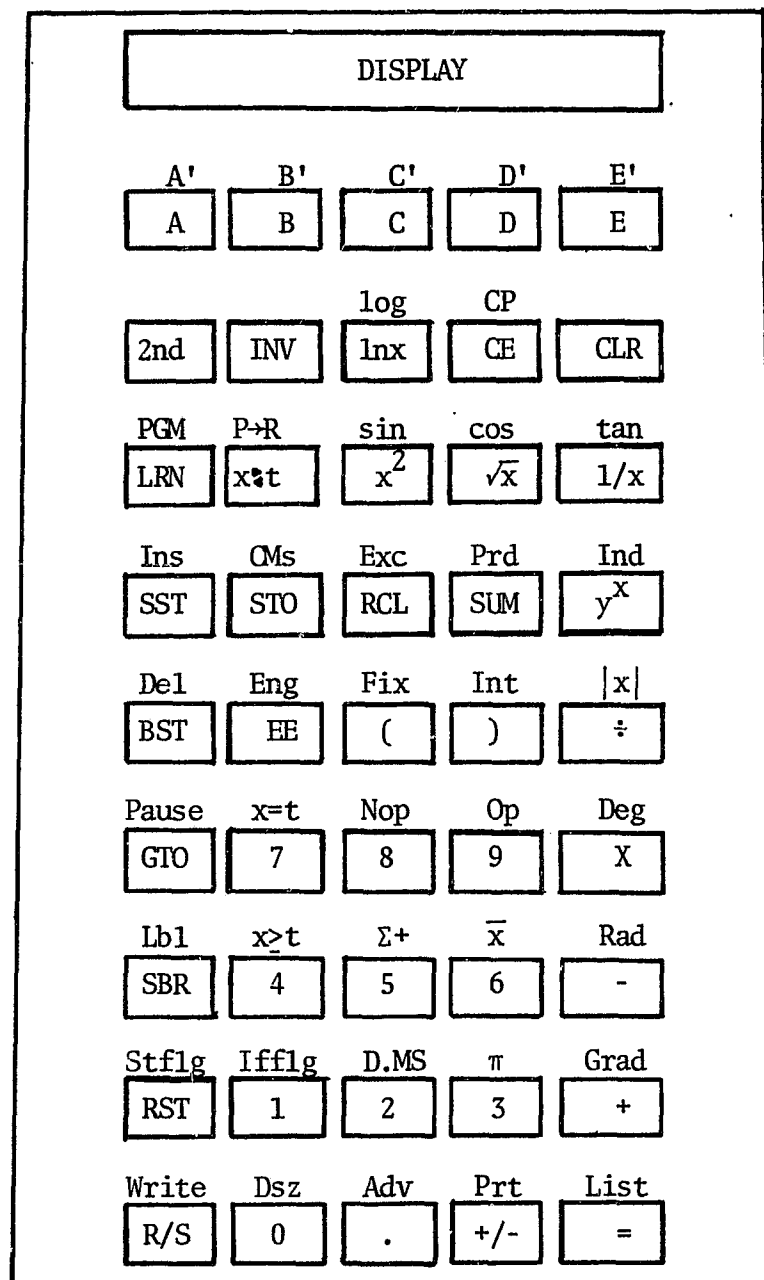 DISPLAY
A' B' C' D' E'
A B C D E
log CP
2nd INV lnx CE CLR
PGM P→R sin cos tan
LRN x:t x² √x̅ 1/x
Ins CMs Exc Prd Ind
SST STO RCL SUM yˣ
Del Eng Fix Int |x|
BST EE ( ) ÷
Pause x=t Nop Op Deg
GTO 7 8 9 X
Lbl x≥t Σ+ x̅ Rad
SBR 4 5 6 -
Stflg Ifflg D.MS π Grad
RST 1 2 3 +
Write Dsz Adv Prt List
R/S 0 . +/- =